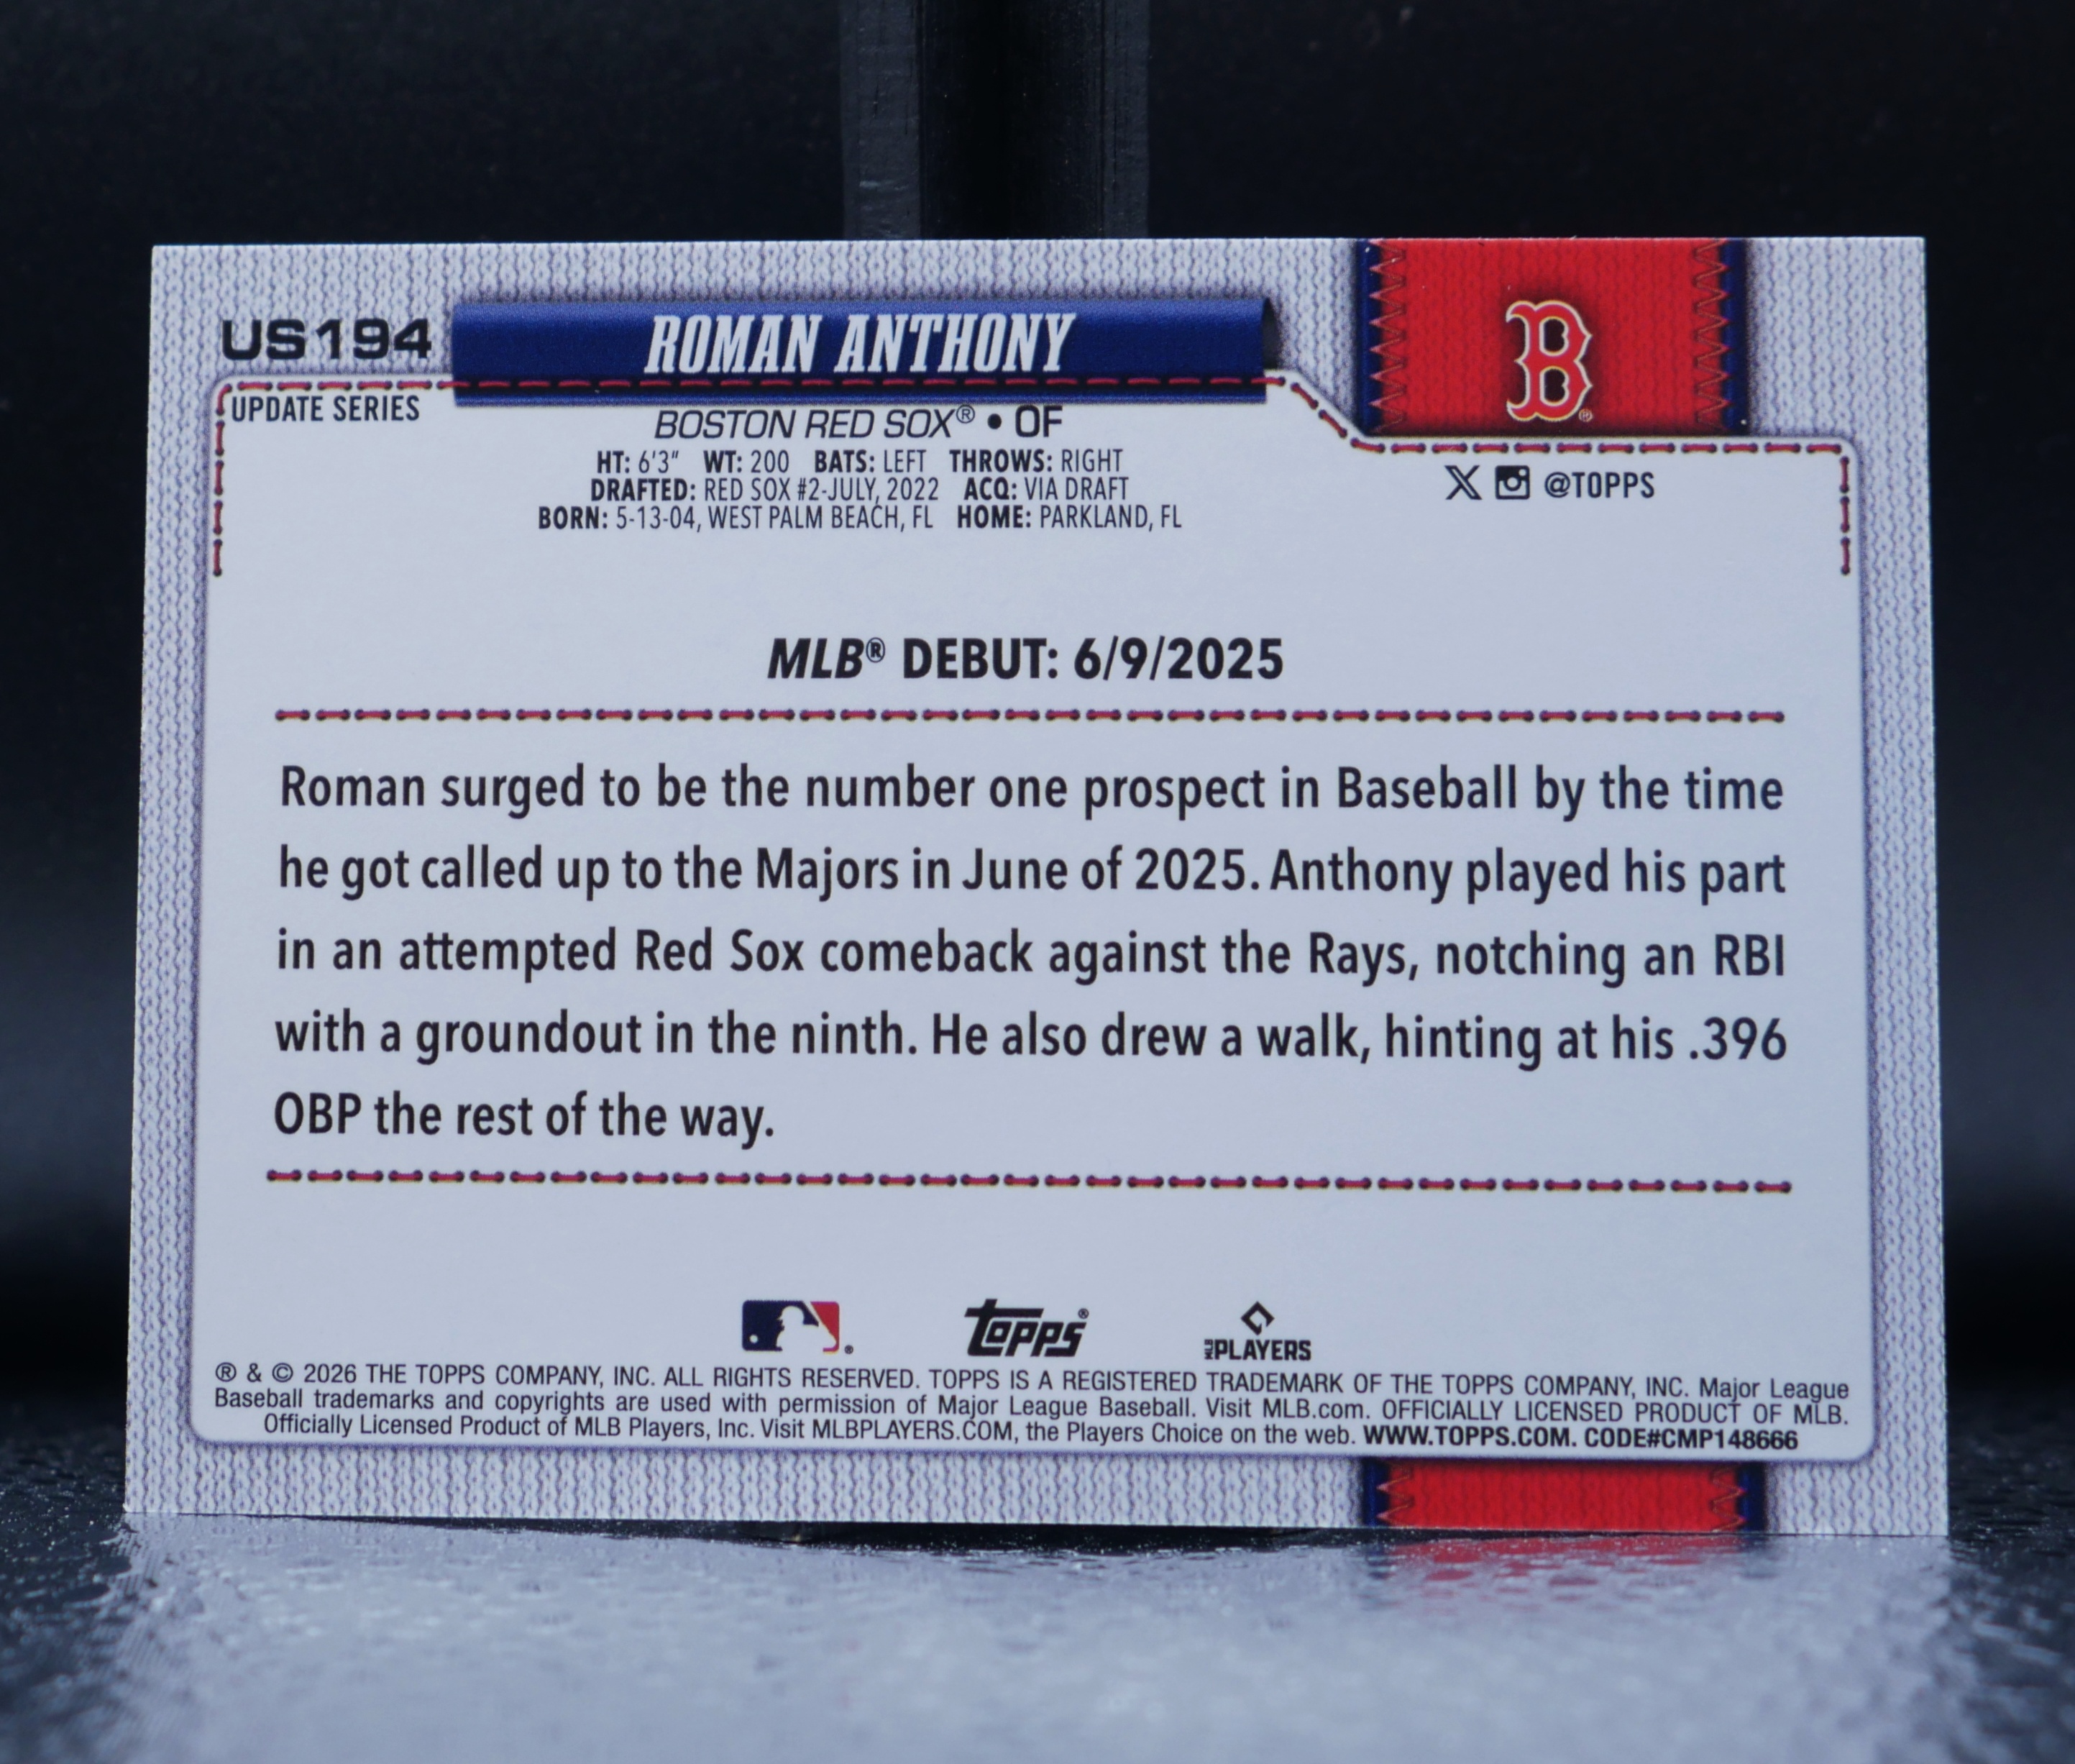 US194
ROMAN ANTHONY
B
UPDATE SERIES
BOSTON RED SOX® • OF
HT: 6'3" WT: 200 BATS: LEFT THROWS: RIGHT
DRAFTED: RED SOX #2-JULY, 2022 ACQ: VIA DRAFT
BORN: 5-13-04, WEST PALM BEACH, FL HOME: PARKLAND, FL
@TOPPS
MLB® DEBUT: 6/9/2025
Roman surged to be the number one prospect in Baseball by the time
he got called up to the Majors in June of 2025. Anthony played his part
in an attempted Red Sox comeback against the Rays, notching an RBI
with a groundout in the ninth. He also drew a walk, hinting at his .396
OBP the rest of the way.
topps®
MLB PLAYERS
® & © 2026 THE TOPPS COMPANY, INC. ALL RIGHTS RESERVED. TOPPS IS A REGISTERED TRADEMARK OF THE TOPPS COMPANY, INC. Major League
Baseball trademarks and copyrights are used with permission of Major League Baseball. Visit MLB.com. OFFICIALLY LICENSED PRODUCT OF MLB.
Officially Licensed Product of MLB Players, Inc. Visit MLBPLAYERS.COM, the Players Choice on the web. WWW.TOPPS.COM. CODE#CMP148666